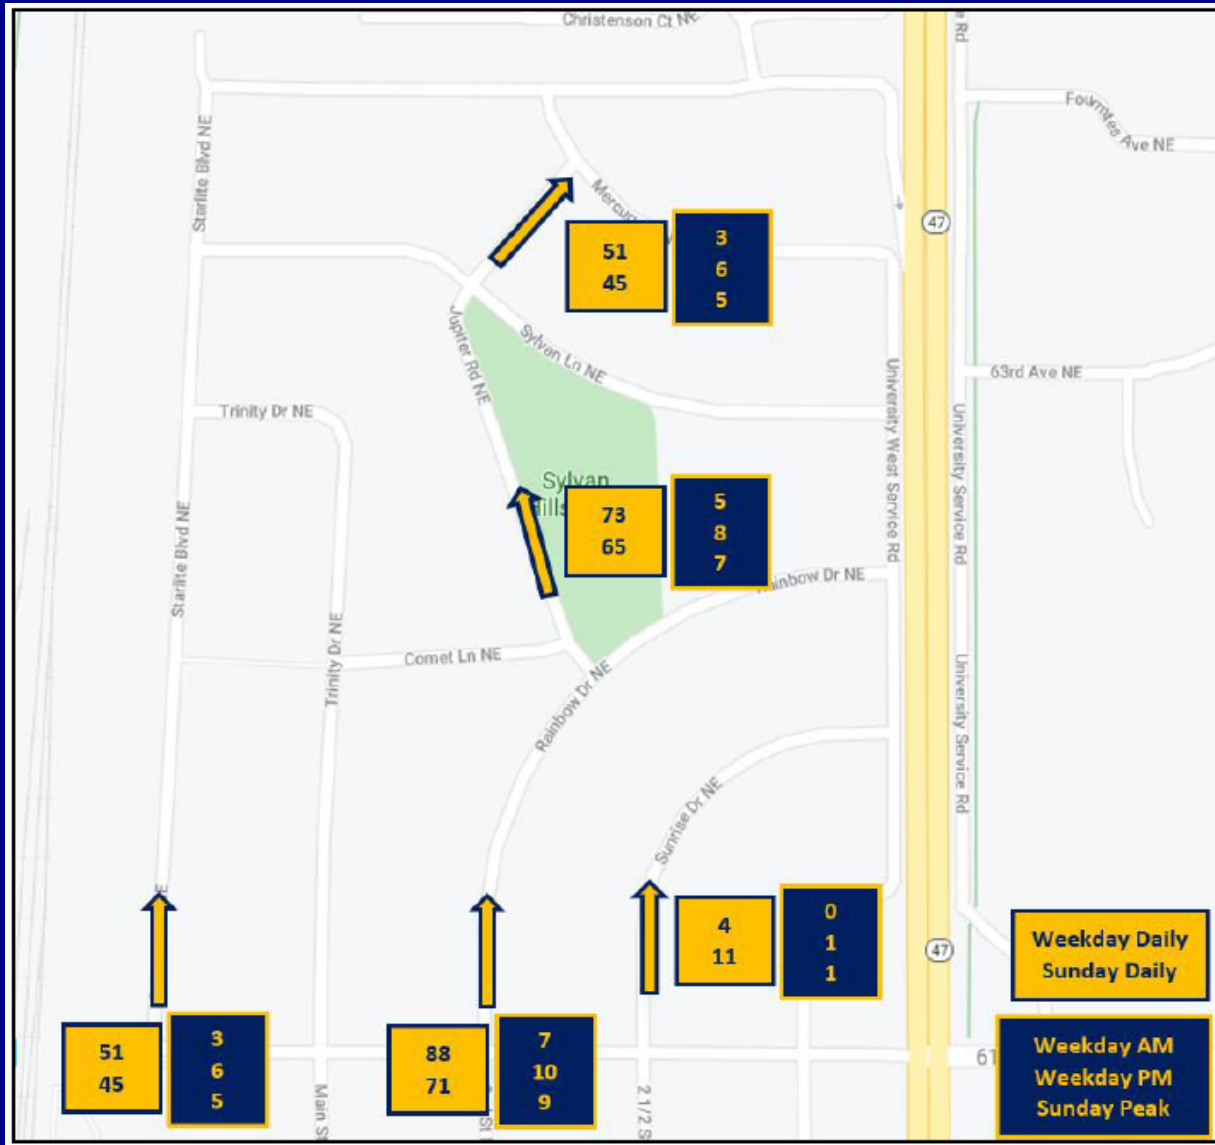 Christenson Ct NE
Starlite Blvd NE
47
63rd Ave NE
51
45
3
6
5
Jupiter Rd NE
Sylvan Ln NE
Trinity Dr NE
University West Service Rd
University Service Rd
Sylvan
73
65
5
8
7
Starlite Blvd NE
Trinity Dr NE
Comet Ln NE
Rainbow Dr NE
Rainbow Dr NE
University Service Rd
Sunrise Dr NE
4
11
0
1
1
47
Weekday Daily
Sunday Daily
51
45
3
6
5
88
71
7
10
9
Weekday AM
Weekday PM
Sunday Peak
61
Main St
2 1/2 S